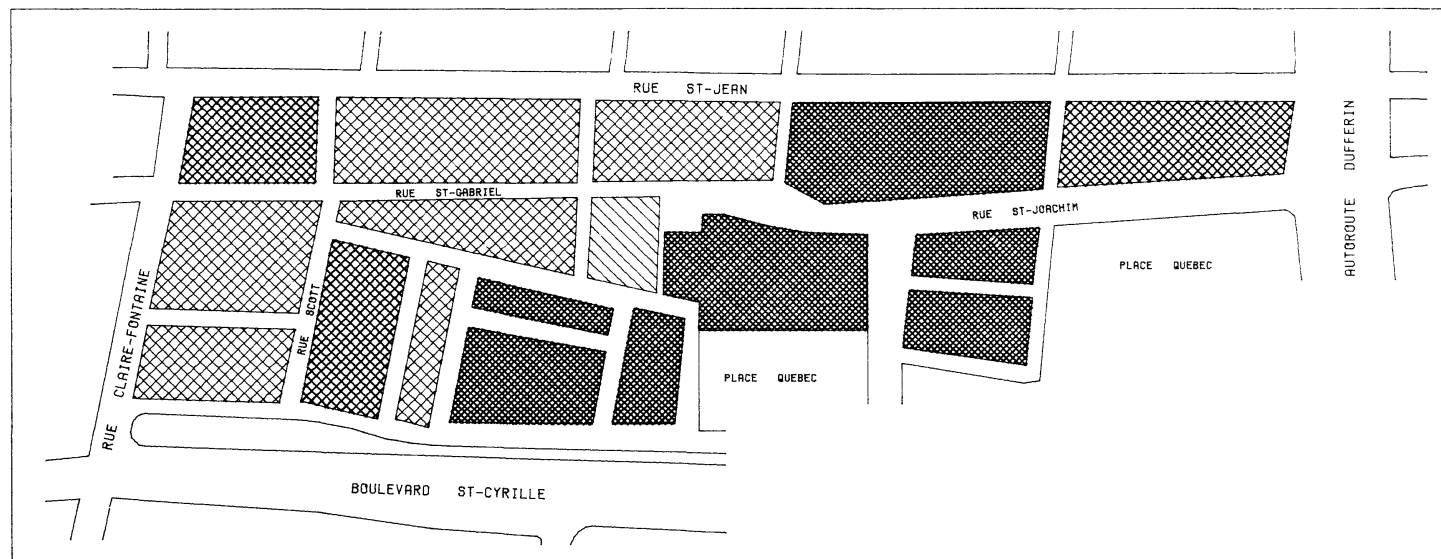 RUE ST-JEAN
RUE ST-GABRIEL
RUE ST-JOACHIM
AUTOROUTE DUFFERIN
PLACE QUEBEC
RUE CLAIRE-FONTAINE
RUE SCOTT
PLACE QUEBEC
BOULEVARD ST-CYRILLE